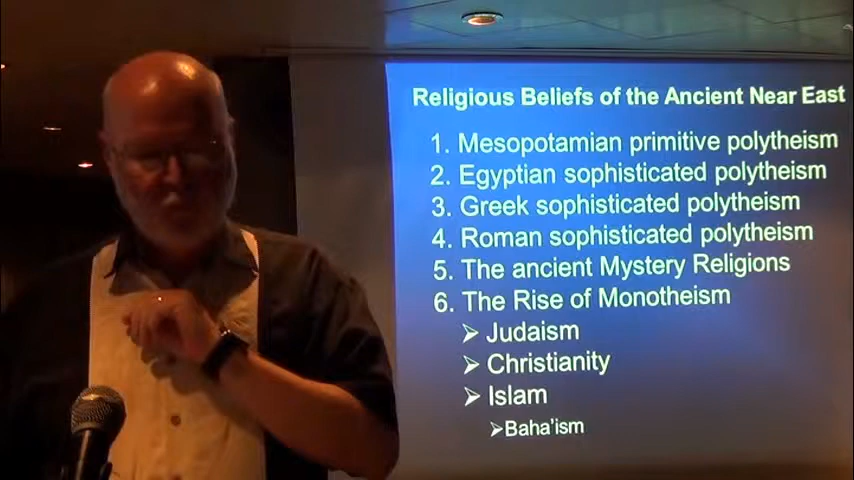 Religious Beliefs of the Ancient Near East
1. Mesopotamian primitive polytheism
2. Egyptian sophisticated polytheism
3. Greek sophisticated polytheism
4. Roman sophisticated polytheism
5. The ancient Mystery Religions
6. The Rise of Monotheism
➢ Judaism
➢ Christianity
➢ Islam
➢Baha'ism